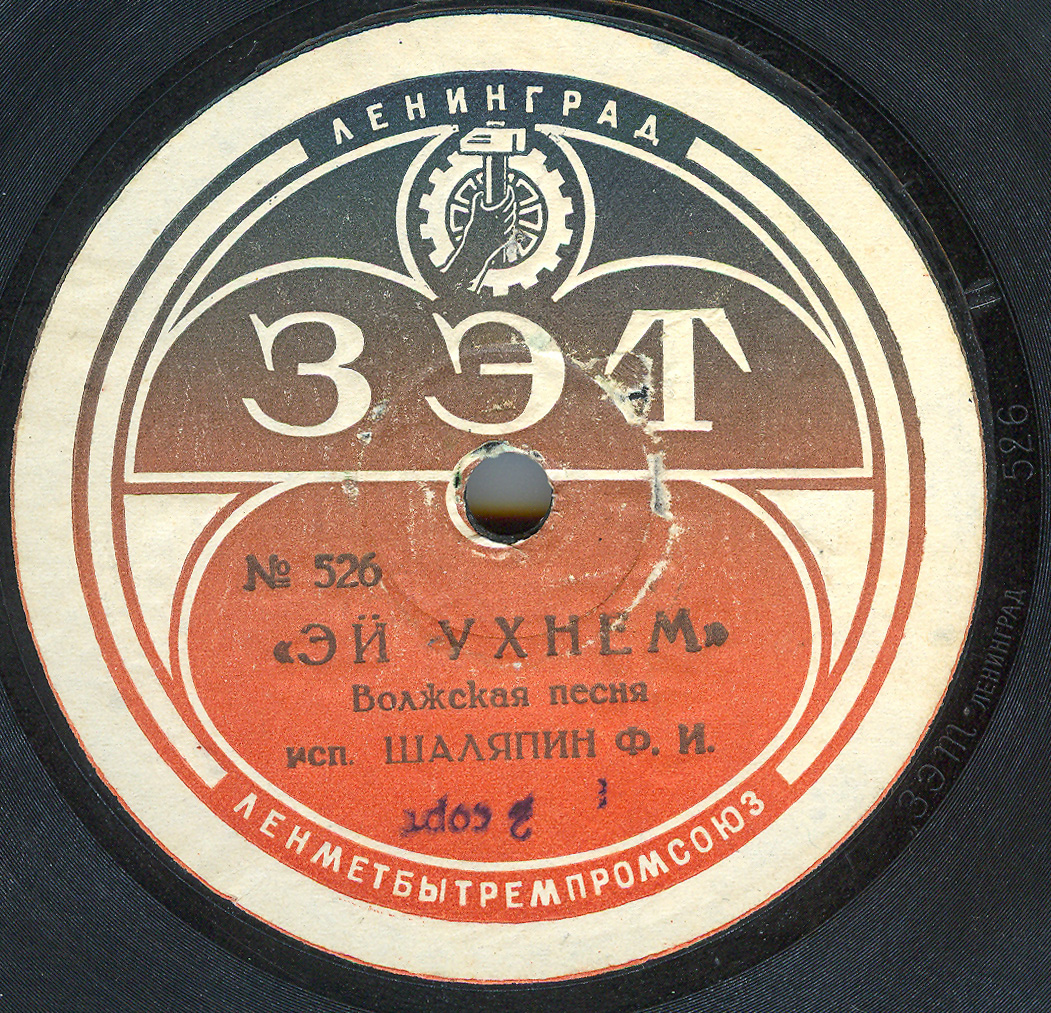 ЛЕНИНГРАД
ЗЭТ
№ 526
«ЭЙ УХНЕМ»
Волжская песня
исп. ШАЛЯПИН Ф. И.
2 сорт
ЛЕНМЕТБЫТРЕМПРОМСОЮЗ
ЗЭТ • ЛЕНИНГРАД 526